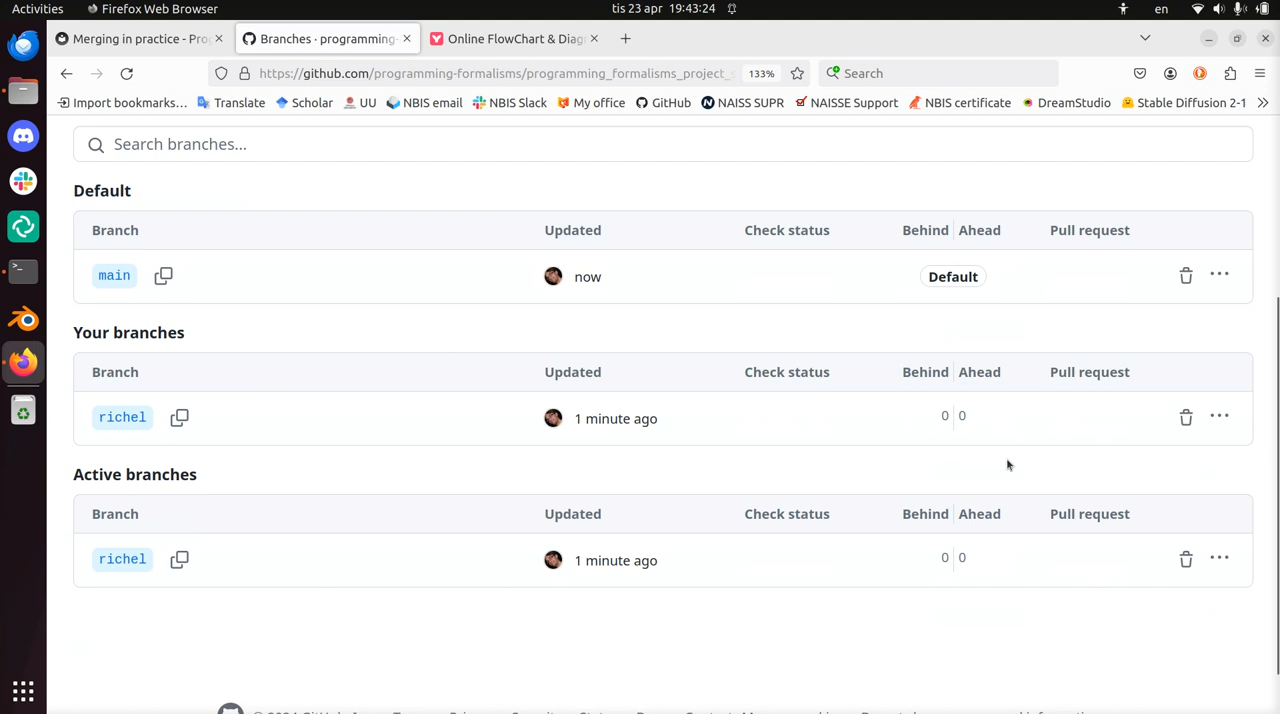 Activities Firefox Web Browser tis 23 apr 19:43:24 en
Merging in practice - Pro Branches · programming- Online FlowChart & Diag
https://github.com/programming-formalisms/programming_formalisms_project_s 133% Search
Import bookmarks... Translate Scholar UU NBIS email NBIS Slack My office GitHub NAISS SUPR NAISSE Support NBIS certificate DreamStudio Stable Diffusion 2-1
Search branches...
Default
Branch Updated Check status Behind Ahead Pull request
main now Default
Your branches
Branch Updated Check status Behind Ahead Pull request
richel 1 minute ago 0 0
Active branches
Branch Updated Check status Behind Ahead Pull request
richel 1 minute ago 0 0